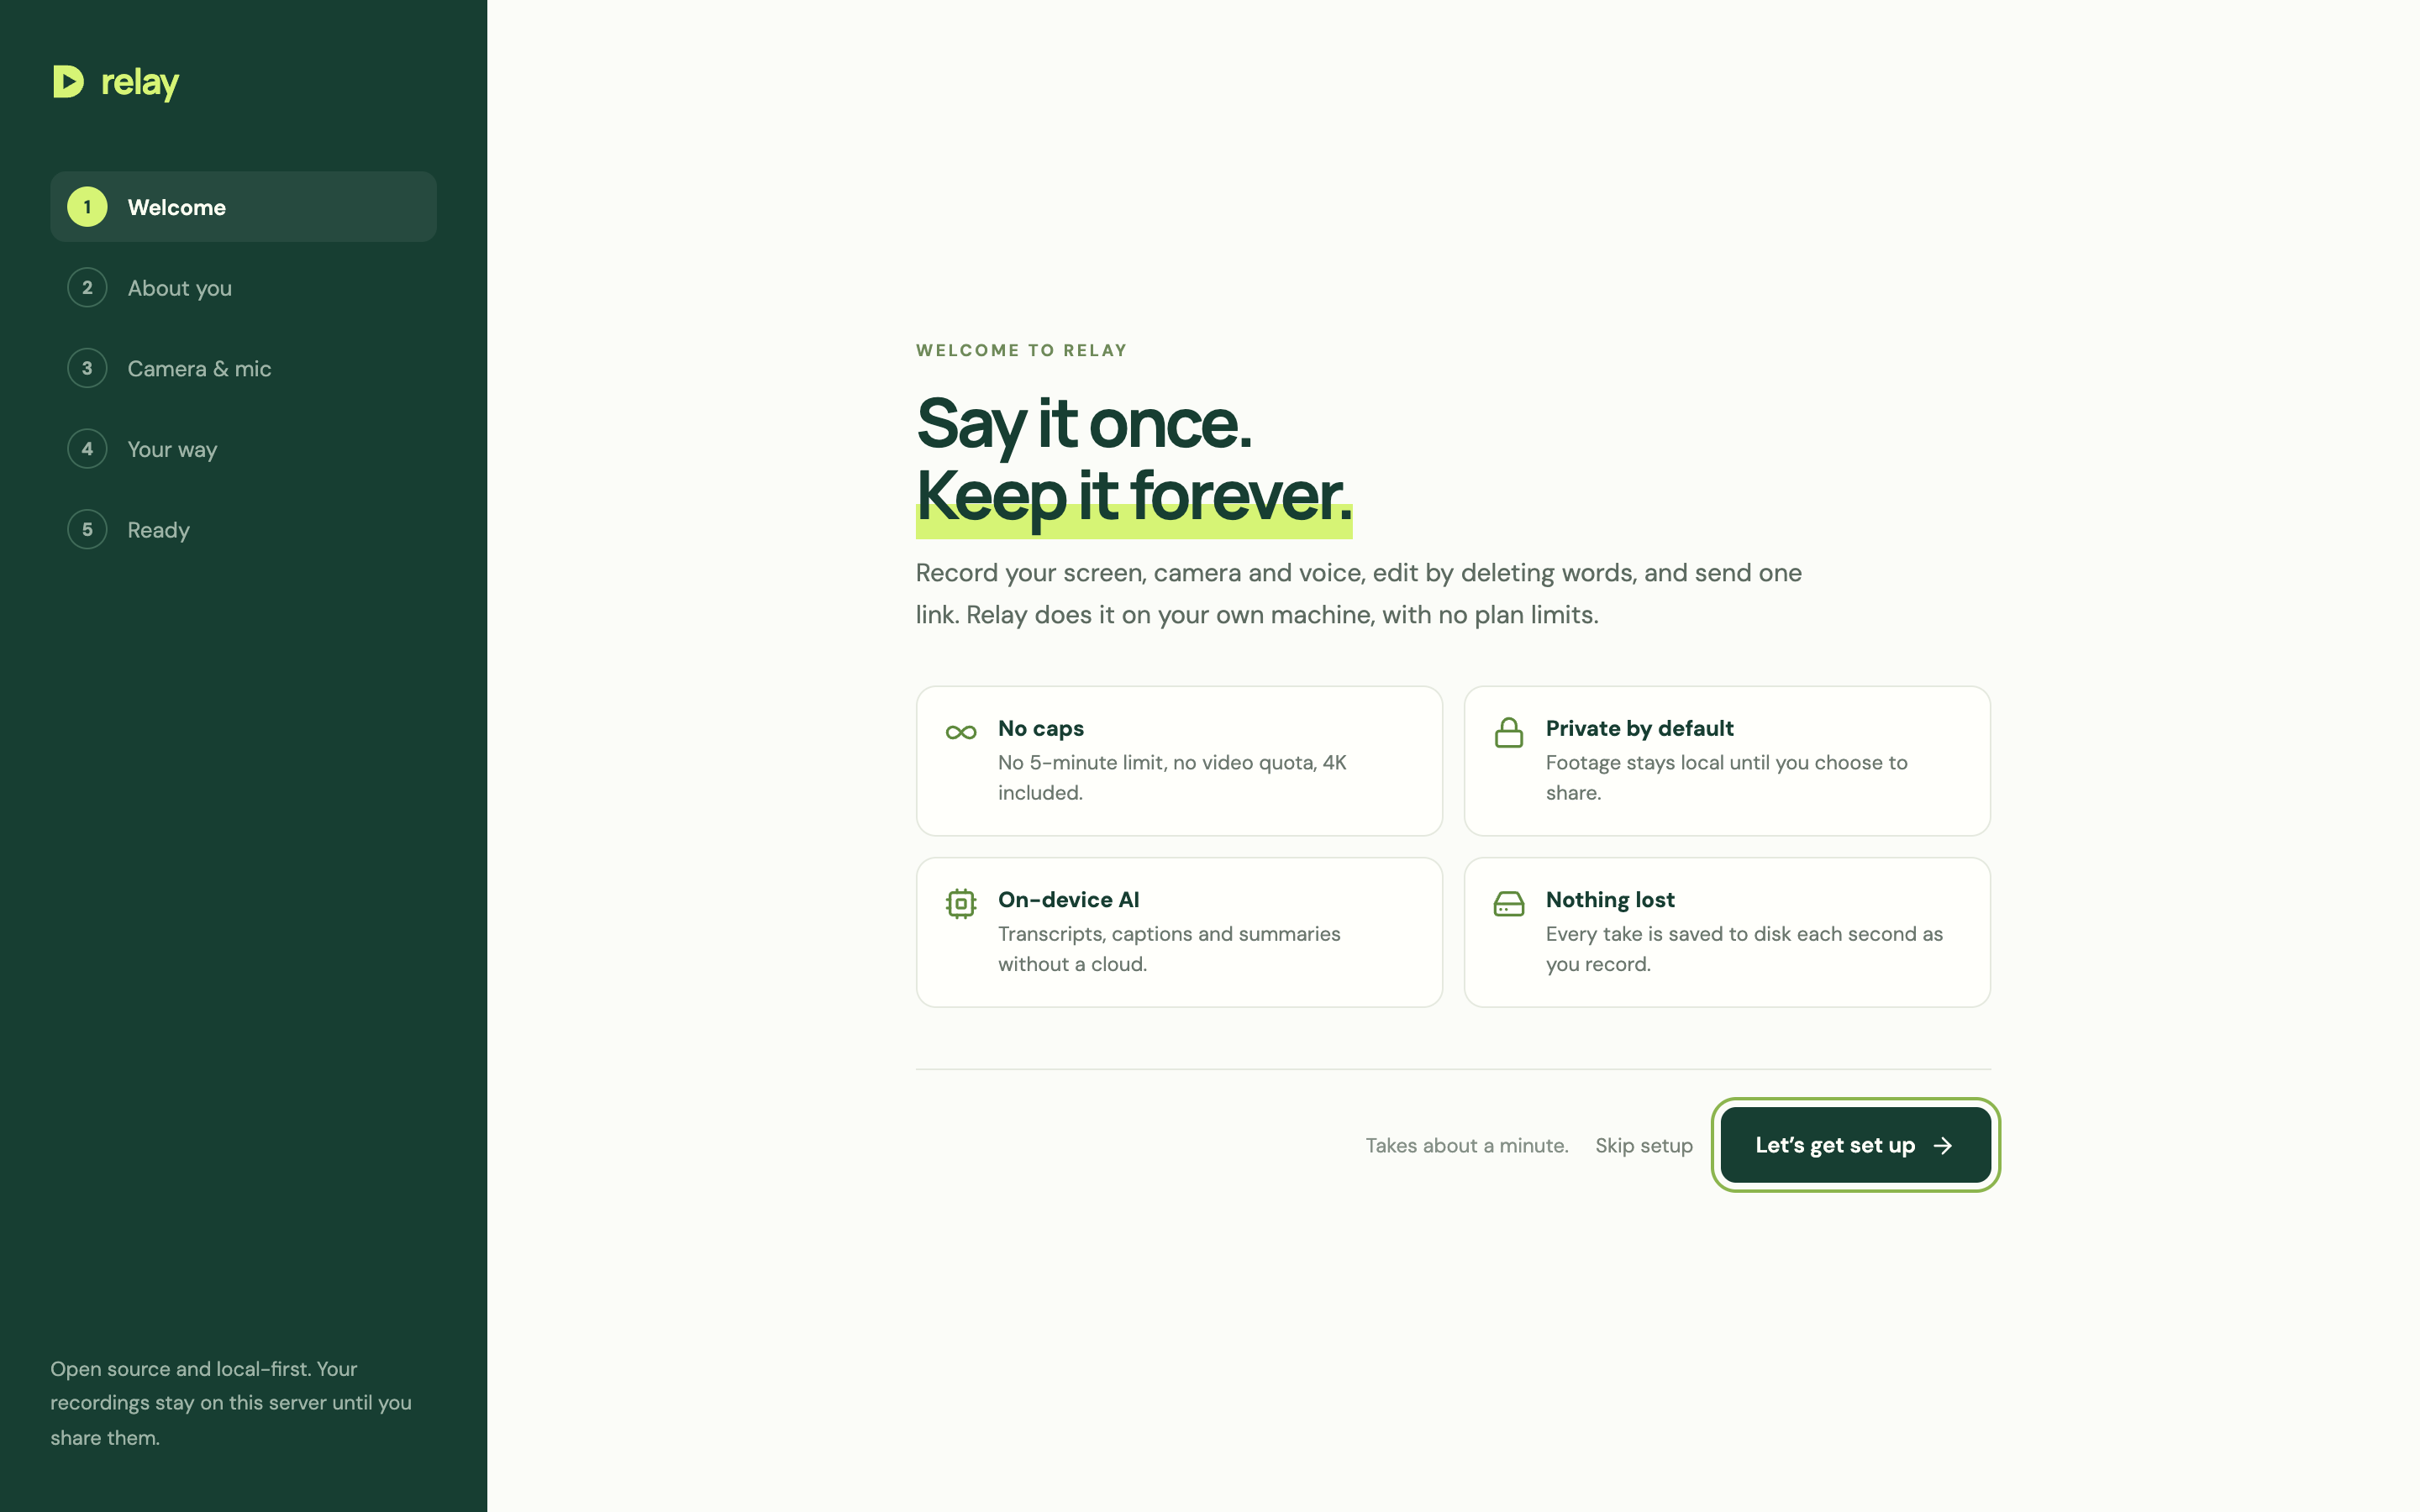 relay
1 Welcome
2 About you
3 Camera & mic
4 Your way
5 Ready
Open source and local-first. Your
recordings stay on this server until you
share them.
WELCOME TO RELAY
Say it once.
Keep it forever.
Record your screen, camera and voice, edit by deleting words, and send one
link. Relay does it on your own machine, with no plan limits.
No caps
No 5-minute limit, no video quota, 4K
included.
Private by default
Footage stays local until you choose to
share.
On-device AI
Transcripts, captions and summaries
without a cloud.
Nothing lost
Every take is saved to disk each second as
you record.
Takes about a minute. Skip setup Let’s get set up